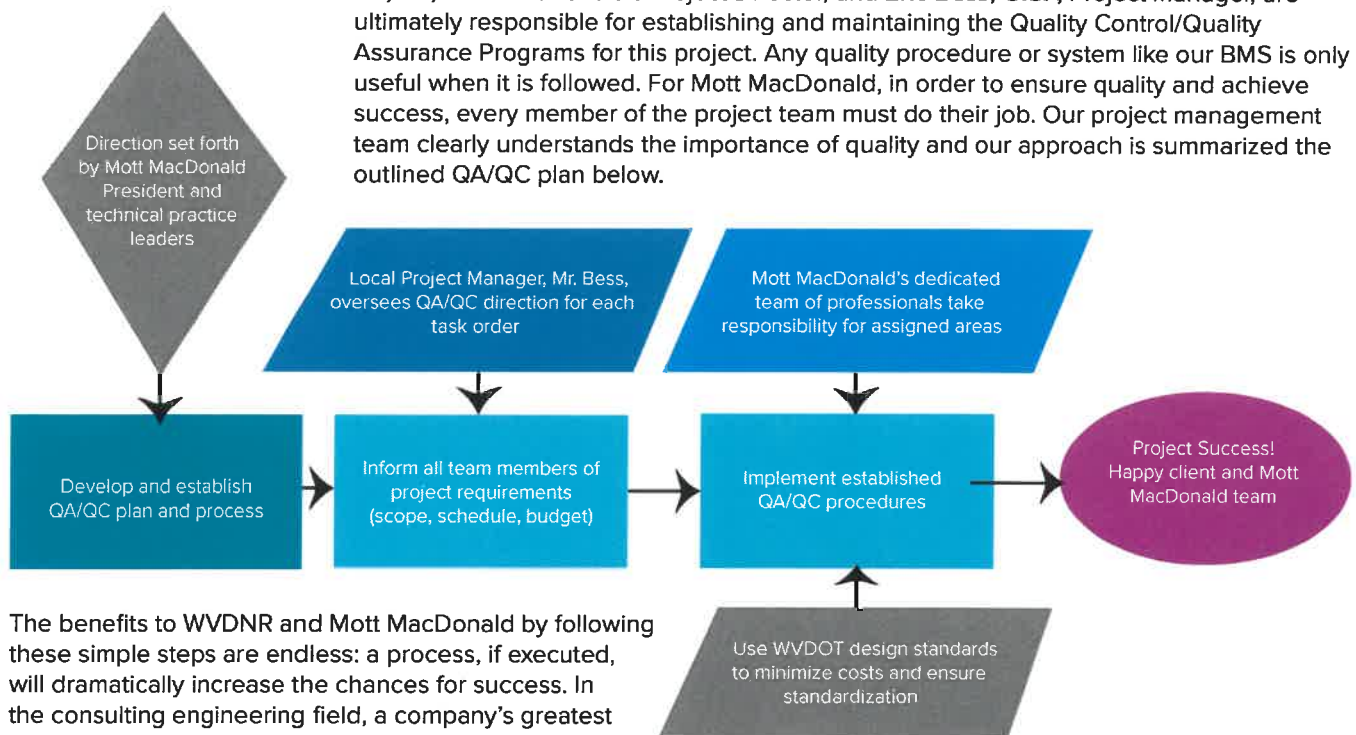 Project Director, and Eric Bess, Project Manager, are
ultimately responsible for establishing and maintaining the Quality Control/Quality
Assurance Programs for this project. Any quality procedure or system like our BMS is only
useful when it is followed. For Mott MacDonald, in order to ensure quality and achieve
success, every member of the project team must do their job. Our project management
team clearly understands the importance of quality and our approach is summarized the
outlined QA/QC plan below.
Direction set forth
by Mott MacDonald
President and
technical practice
leaders
Local Project Manager, Mr. Bess,
oversees QA/QC direction for each
task order
Mott MacDonald's dedicated
team of professionals take
responsibility for assigned areas
Develop and establish
QA/QC plan and process
Inform all team members of
project requirements
(scope, schedule, budget)
Implement established
QA/QC procedures
Project Success!
Happy client and Mott
MacDonald team
Use WVDOT design standards
to minimize costs and ensure
standardization
The benefits to WVDNR and Mott MacDonald by following
these simple steps are endless: a process, if executed,
will dramatically increase the chances for success. In
the consulting engineering field, a company's greatest